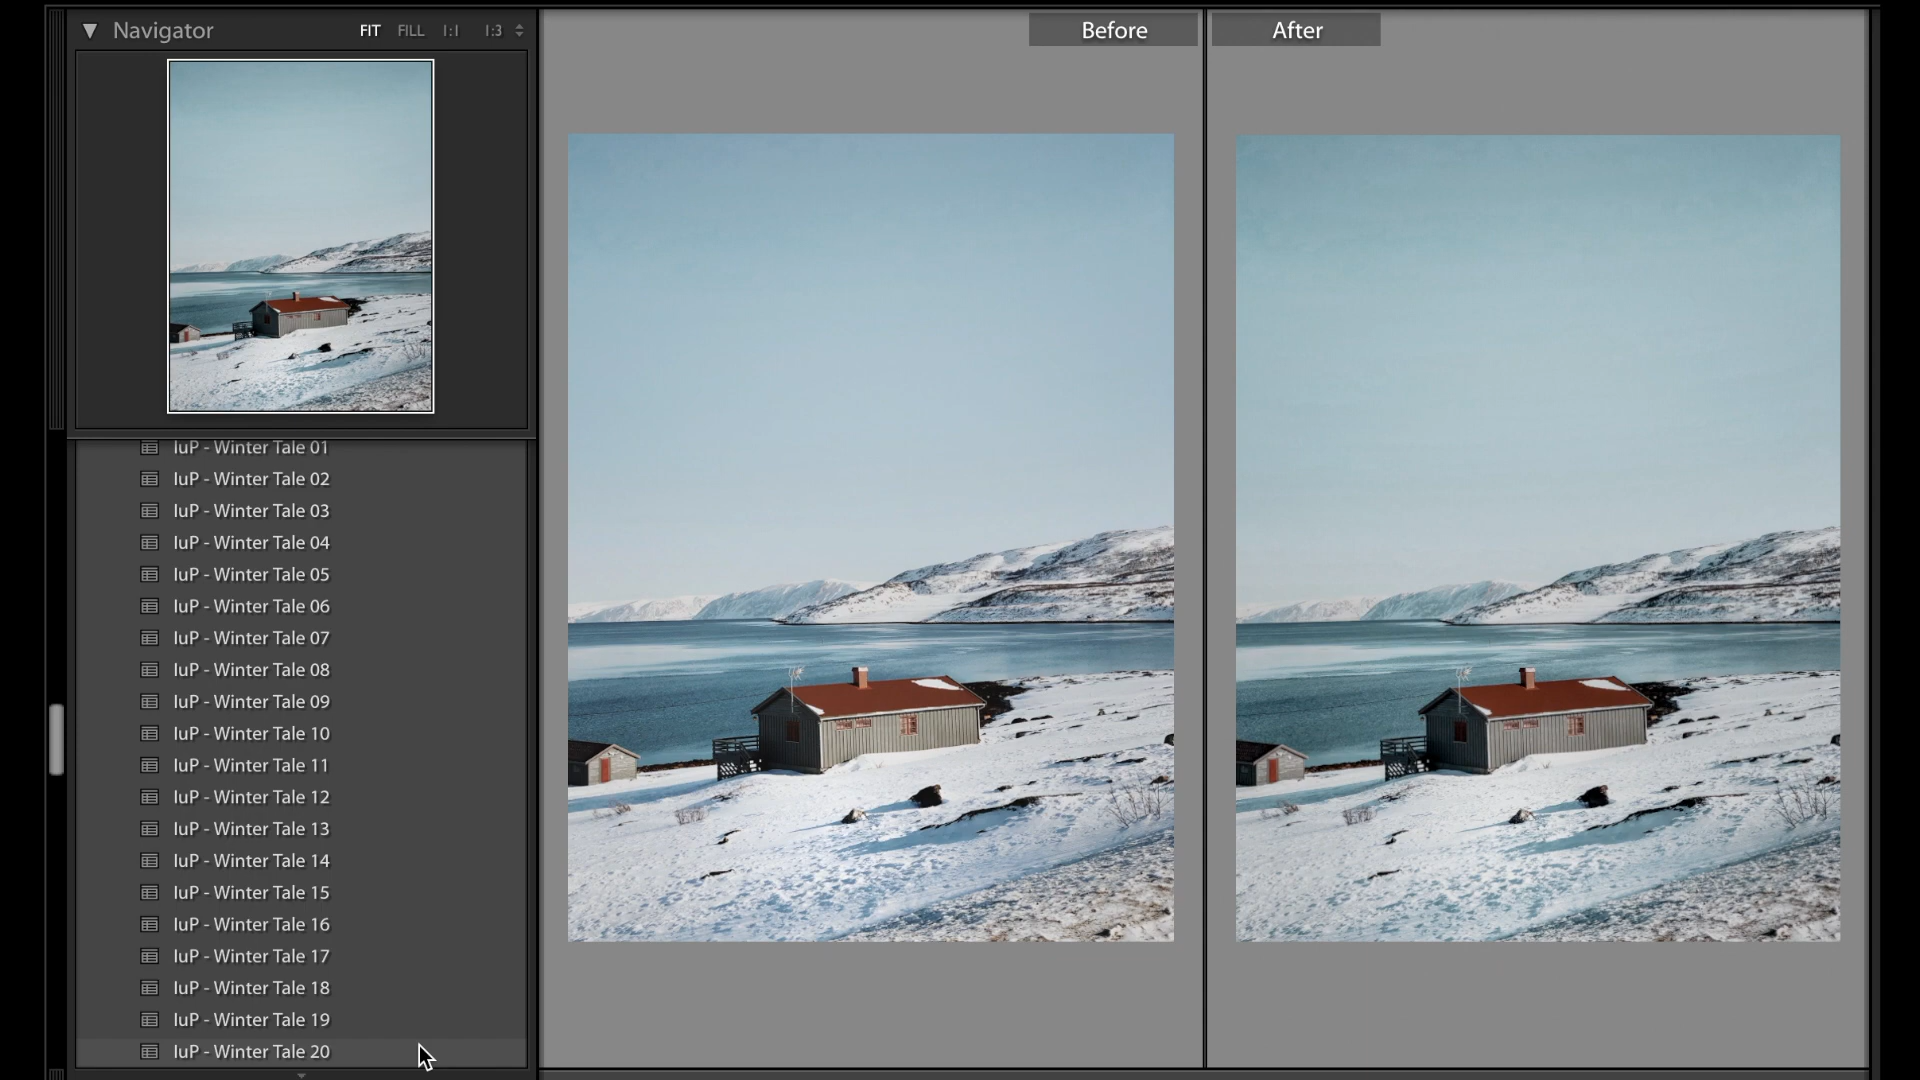 Navigator FIT FILL 1:1 1:3
Before After
IuP - Winter Tale 01
IuP - Winter Tale 02
IuP - Winter Tale 03
IuP - Winter Tale 04
IuP - Winter Tale 05
IuP - Winter Tale 06
IuP - Winter Tale 07
IuP - Winter Tale 08
IuP - Winter Tale 09
IuP - Winter Tale 10
IuP - Winter Tale 11
IuP - Winter Tale 12
IuP - Winter Tale 13
IuP - Winter Tale 14
IuP - Winter Tale 15
IuP - Winter Tale 16
IuP - Winter Tale 17
IuP - Winter Tale 18
IuP - Winter Tale 19
IuP - Winter Tale 20